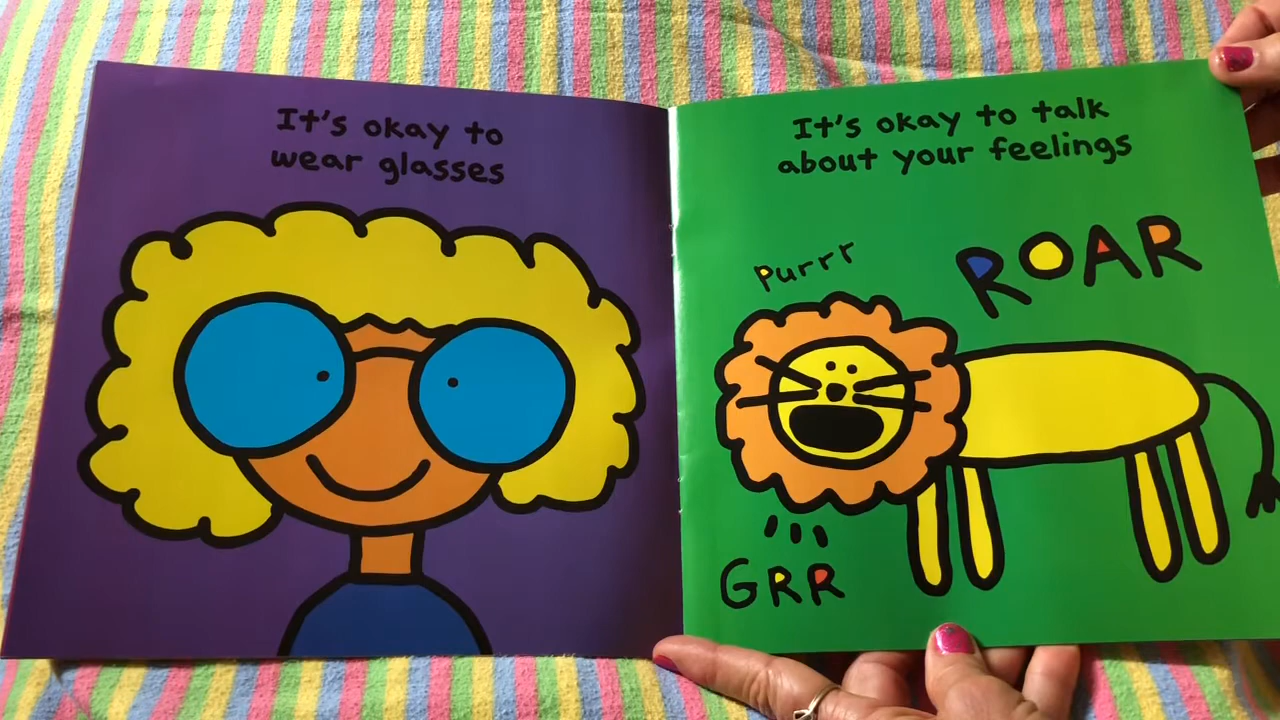 It's okay to
wear glasses
It's okay to talk
about your feelings
Purrr
ROAR
GRR